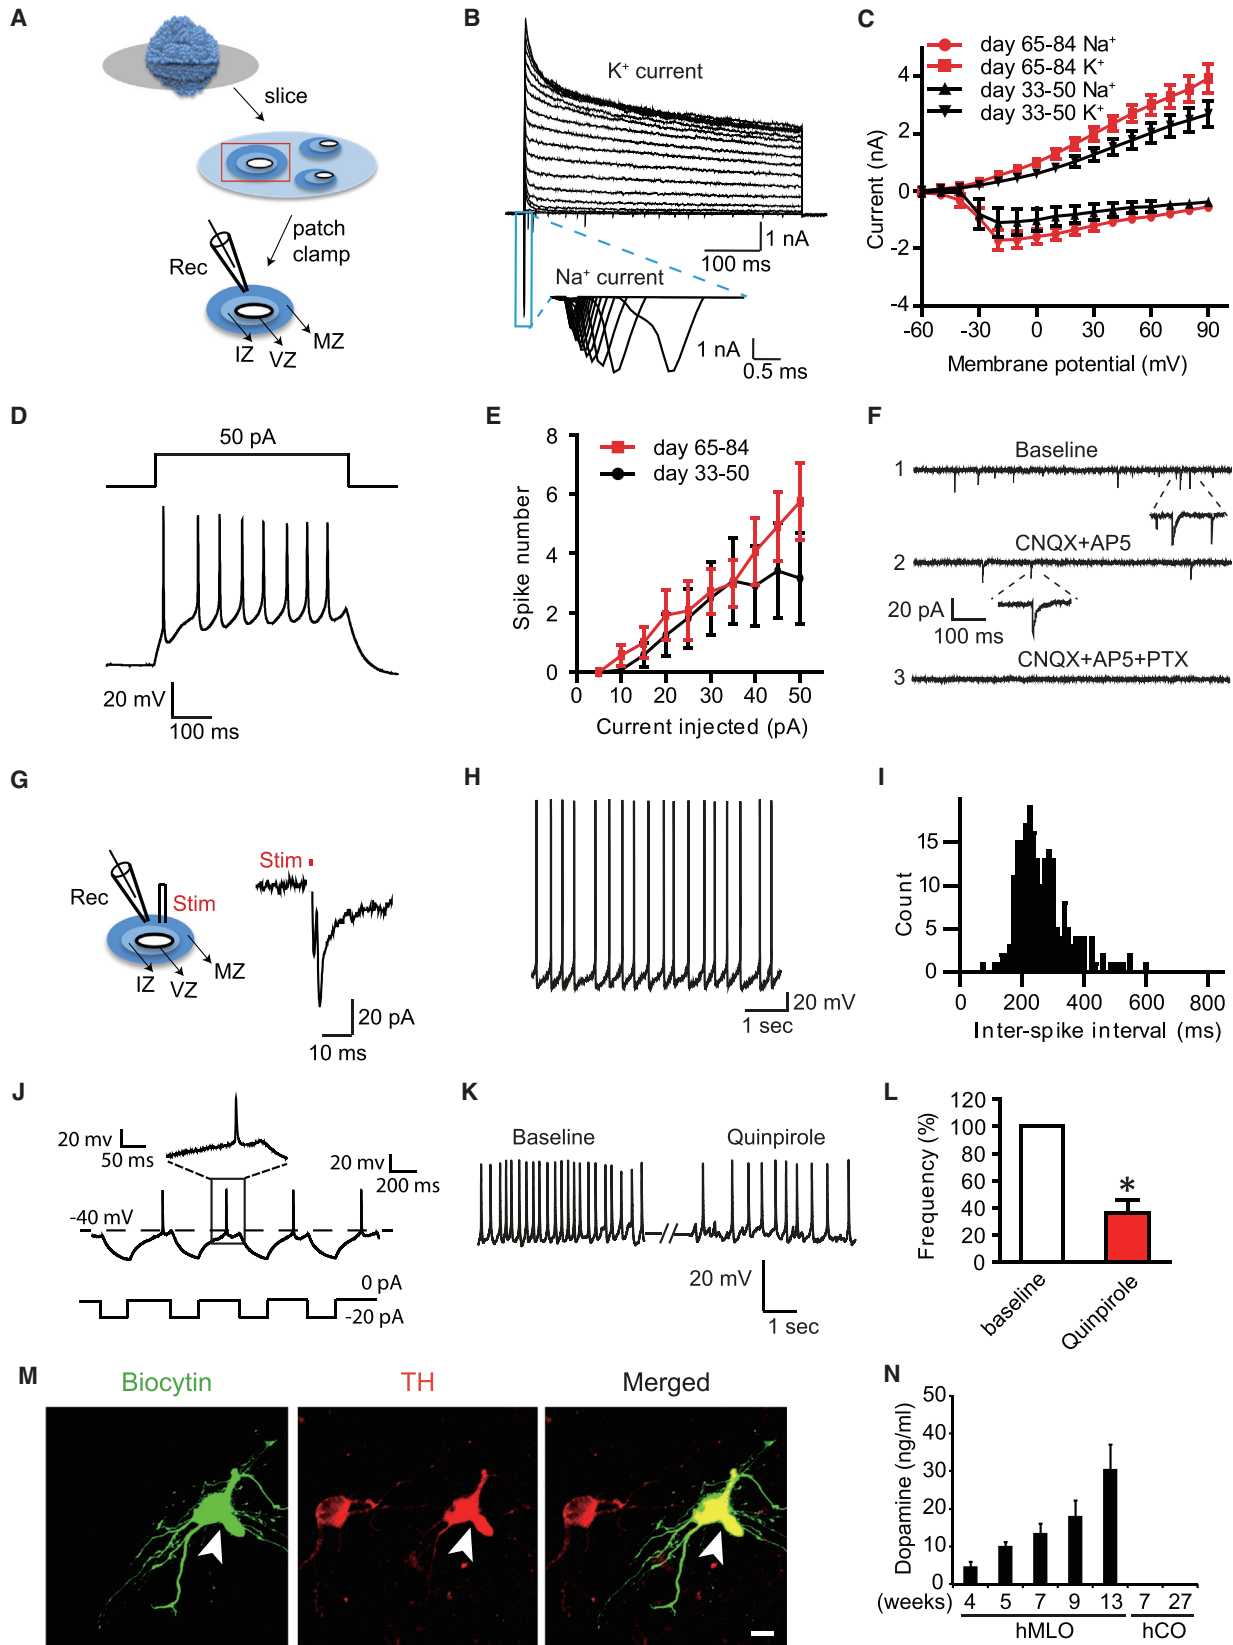 A
slice
patch
clamp
Rec
IZ
VZ
MZ
B
K+ current
1 nA
100 ms
Na+ current
1 nA
0.5 ms
C
day 65-84 Na+
day 65-84 K+
day 33-50 Na+
day 33-50 K+
Current (nA)
4
2
0
-2
-4
-60
-30
0
30
60
90
Membrane potential (mV)
D
50 pA
20 mV
100 ms
E
day 65-84
day 33-50
Spike number
8
6
4
2
0
0
10
20
30
40
50
Current injected (pA)
F
Baseline
1
CNQX+AP5
2
20 pA
100 ms
CNQX+AP5+PTX
3
G
Rec
Stim
IZ
VZ
MZ
Stim
20 pA
10 ms
H
20 mV
1 sec
I
Count
15
10
5
0
0
200
400
600
800
Inter-spike interval (ms)
J
20 mv
50 ms
20 mv
200 ms
-40 mV
0 pA
-20 pA
K
Baseline
Quinpirole
20 mV
1 sec
L
Frequency (%)
120
100
80
60
40
20
0
*
baseline
Quinpirole
M
Biocytin
TH
Merged
N
Dopamine (ng/ml)
50
40
30
20
10
0
(weeks) 4 5 7 9 13 7 27
hMLO hCO